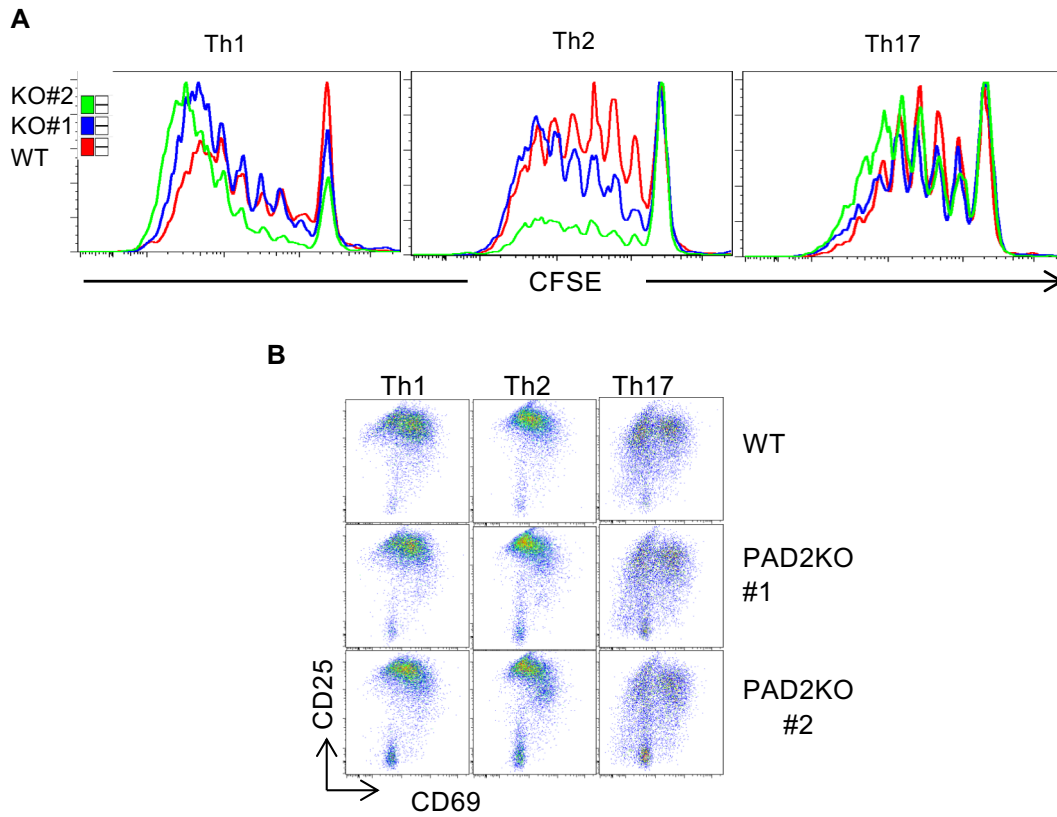 A
Th1 Th2 Th17
KO#2
KO#1
WT
CFSE
B
Th1 Th2 Th17
WT
PAD2KO
#1
PAD2KO
#2
CD25
CD69